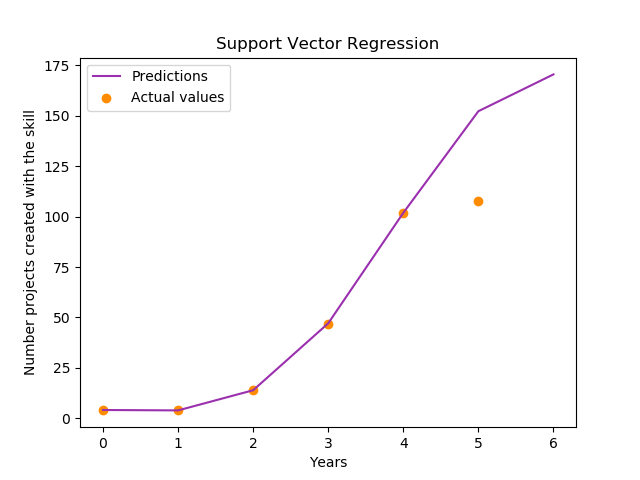 Support Vector Regression
Predictions
Actual values
Number projects created with the skill
175
150
125
100
75
50
25
0
0 1 2 3 4 5 6
Years